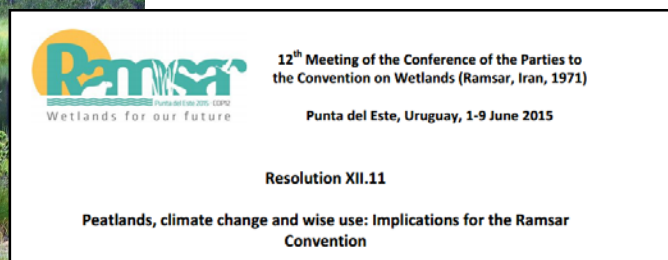 Ramsar
Punta del Este 2015 · COP12
Wetlands for our future
12th Meeting of the Conference of the Parties to
the Convention on Wetlands (Ramsar, Iran, 1971)
Punta del Este, Uruguay, 1-9 June 2015
Resolution XII.11
Peatlands, climate change and wise use: Implications for the Ramsar
Convention